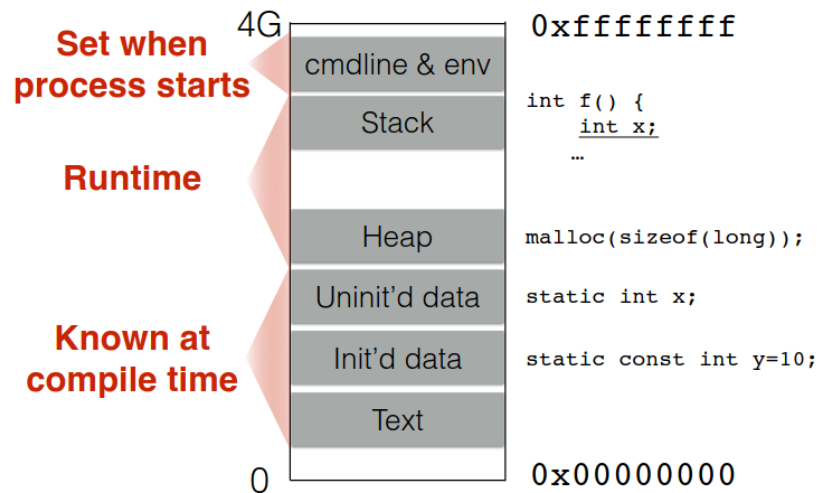 4G
0xffffffff
Set when
process starts
cmdline & env
Stack
int f() {
int x;
…
Runtime
Heap
malloc(sizeof(long));
Uninit'd data
static int x;
Known at
compile time
Init'd data
static const int y=10;
Text
0
0x00000000